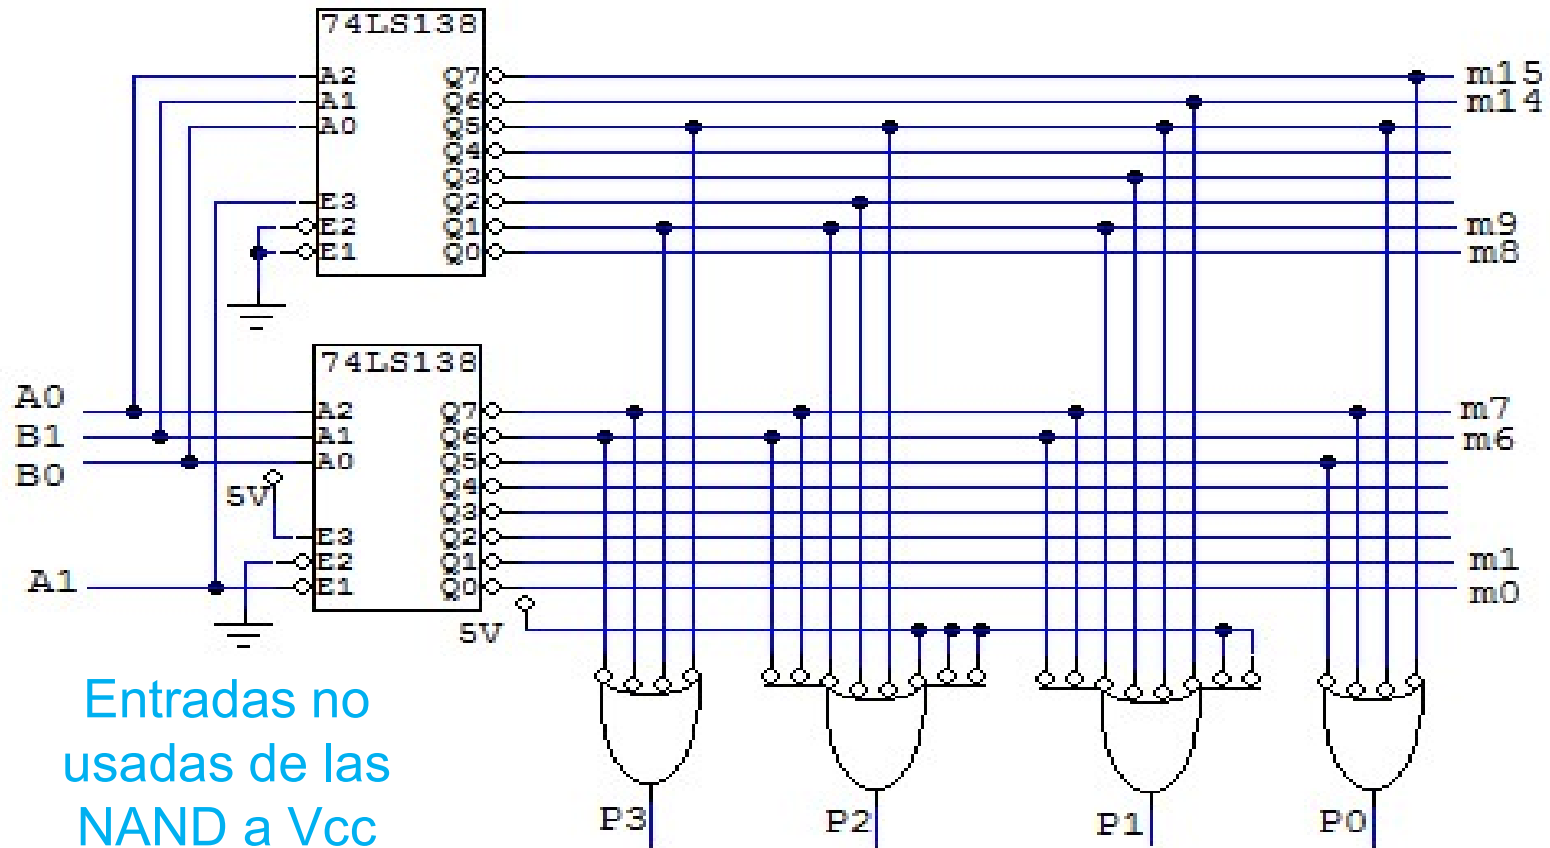 74LS138
A2 Q7 m15
A1 Q6 m14
A0 Q5
Q4
Q3
E3 Q2
E2 Q1 m9
E1 Q0 m8
74LS138
A0 A2 Q7 m7
B1 A1 Q6 m6
B0 A0 Q5
5V Q4
Q3
E3 Q2
E2 Q1 m1
A1 E1 Q0 m0
5V
Entradas no
usadas de las
NAND a Vcc
P3 P2 P1 P0